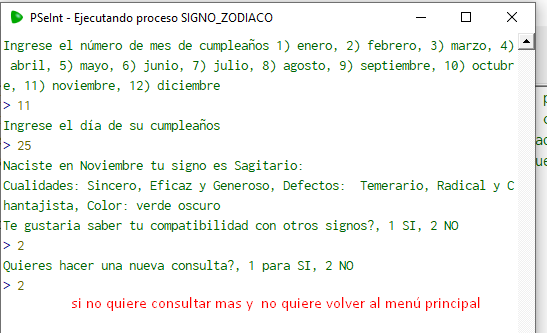 PSeInt - Ejecutando proceso SIGNO_ZODIACO
Ingrese el número de mes de cumpleaños 1) enero, 2) febrero, 3) marzo, 4)
abril, 5) mayo, 6) junio, 7) julio, 8) agosto, 9) septiembre, 10) octubr
e, 11) noviembre, 12) diciembre
> 11
Ingrese el día de su cumpleaños
> 25
Naciste en Noviembre tu signo es Sagitario:
Cualidades: Sincero, Eficaz y Generoso, Defectos:  Temerario, Radical y C
hantajista, Color: verde oscuro
Te gustaria saber tu compatibilidad con otros signos?, 1 SI, 2 NO
> 2
Quieres hacer una nueva consulta?, 1 para SI, 2 NO
> 2
si no quiere consultar mas y  no quiere volver al menú principal